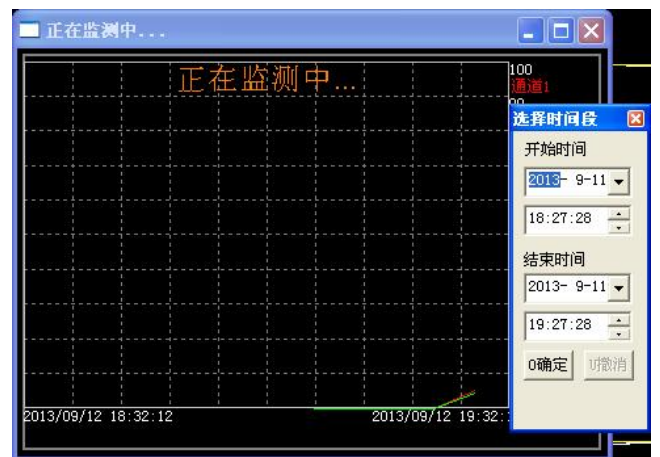 正在监测中...
正在监测中...
100
通道1
选择时间段
开始时间
2013- 9-11
18:27:28
结束时间
2013- 9-11
19:27:28
O确定 U撤消
2013/09/12 18:32:12 2013/09/12 19:32: